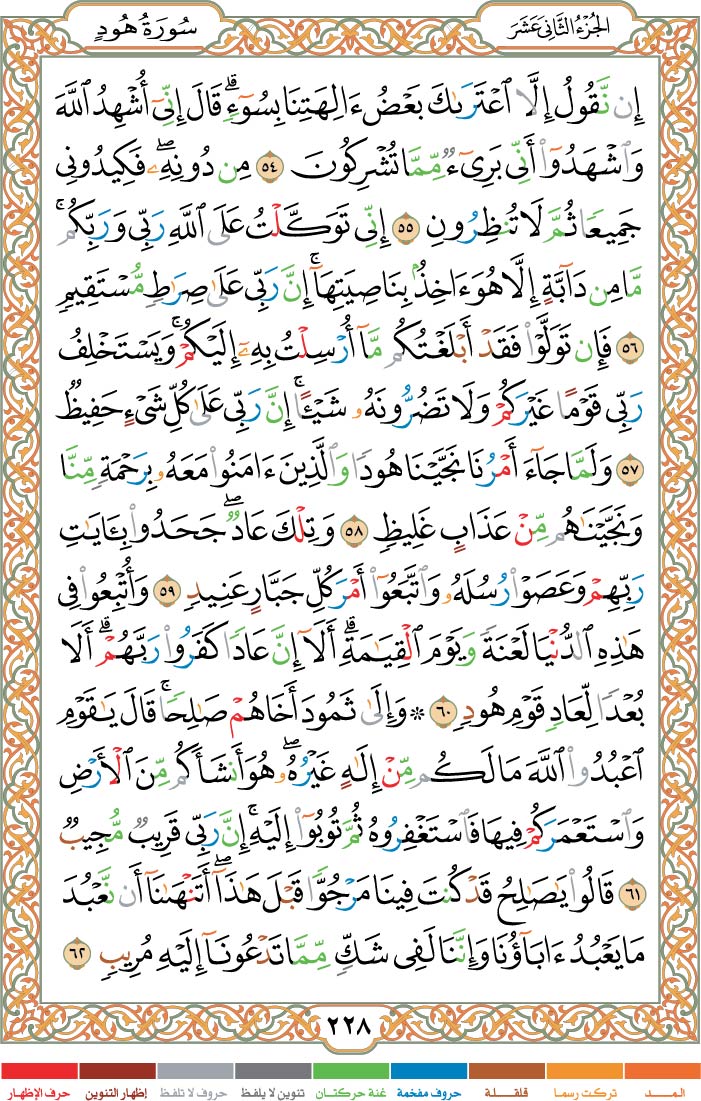 الجُزْءُ الثَّانِي عَشَرَ
سُورَةُ هُودٍ
إِن نَّقُولُ إِلَّا ٱعْتَرَىٰكَ بَعْضُ ءَالِهَتِنَا بِسُوٓءٍۗ قَالَ إِنِّىٓ أُشْهِدُ ٱللَّهَ
وَٱشْهَدُوٓا۟ أَنِّى بَرِىٓءٌ مِّمَّا تُشْرِكُونَ ٥٤ مِن دُونِهِۦۖ فَكِيدُونِى
جَمِيعًا ثُمَّ لَا تُنظِرُونِ ٥٥ إِنِّى تَوَكَّلْتُ عَلَى ٱللَّهِ رَبِّى وَرَبِّكُمۚ
مَّا مِن دَآبَّةٍ إِلَّا هُوَ ءَاخِذٌۢ بِنَاصِيَتِهَآۚ إِنَّ رَبِّى عَلَىٰ صِرَٰطٍ مُّسْتَقِيمٍ
٥٦ فَإِن تَوَلَّوْا۟ فَقَدْ أَبْلَغْتُكُم مَّآ أُرْسِلْتُ بِهِۦٓ إِلَيْكُمْۚ وَيَسْتَخْلِفُ
رَبِّى قَوْمًا غَيْرَكُمْ وَلَا تَضُرُّونَهُۥ شَيْـًٔاۚ إِنَّ رَبِّى عَلَىٰ كُلِّ شَىْءٍ حَفِيظٌ
٥٧ وَلَمَّا جَآءَ أَمْرُنَا نَجَّيْنَا هُودًا وَٱلَّذِينَ ءَامَنُوا۟ مَعَهُۥ بِرَحْمَةٍ مِّنَّا
وَنَجَّيْنَٰهُم مِّنْ عَذَابٍ غَلِيظٍ ٥٨ وَتِلْكَ عَادٌۖ جَحَدُوا۟ بِـَٔايَٰتِ
رَبِّهِمْ وَعَصَوْا۟ رُسُلَهُۥ وَٱتَّبَعُوٓا۟ أَمْرَ كُلِّ جَبَّارٍ عَنِيدٍ ٥٩ وَأُتْبِعُوا۟ فِى
هَٰذِهِ ٱلدُّنْيَا لَعْنَةً وَيَوْمَ ٱلْقِيَٰمَةِۗ أَلَآ إِنَّ عَادًا كَفَرُوا۟ رَبَّهُمْۗ أَلَا
بُعْدًا لِّعَادٍ قَوْمِ هُودٍ ٦٠ ۞ وَإِلَىٰ ثَمُودَ أَخَاهُمْ صَٰلِحًاۚ قَالَ يَٰقَوْمِ
ٱعْبُدُوا۟ ٱللَّهَ مَا لَكُم مِّنْ إِلَٰهٍ غَيْرُهُۥۖ هُوَ أَنشَأَكُم مِّنَ ٱلْأَرْضِ
وَٱسْتَعْمَرَكُمْ فِيهَا فَٱسْتَغْفِرُوهُ ثُمَّ تُوبُوٓا۟ إِلَيْهِۚ إِنَّ رَبِّى قَرِيبٌ مُّجِيبٌ
٦١ قَالُوا۟ يَٰصَٰلِحُ قَدْ كُنتَ فِينَا مَرْجُوًّا قَبْلَ هَٰذَآۖ أَتَنْهَىٰنَآ أَن نَّعْبُدَ
مَا يَعْبُدُ ءَابَآؤُنَا وَإِنَّنَا لَفِى شَكٍّ مِّمَّا تَدْعُونَآ إِلَيْهِ مُرِيبٍ ٦٢
٢٢٨
المــــد تركت رسما قلقـــلة حروف مفخمة غنة حركتـان تنوين لا يلفظ حروف لا تلفظ إظهار التنوين حرف الإظهار